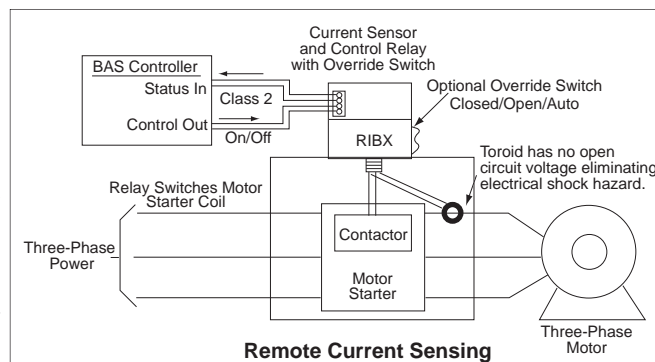 Current Sensor
and Control Relay
with Override Switch
BAS Controller
Status In
Class 2
Control Out
On/Off
Optional Override Switch
Closed/Open/Auto
RIBX
Toroid has no open
circuit voltage eliminating
electrical shock hazard.
Relay Switches Motor
Starter Coil
Contactor
Three-Phase
Power
Motor
Starter
Three-Phase
Motor
Remote Current Sensing